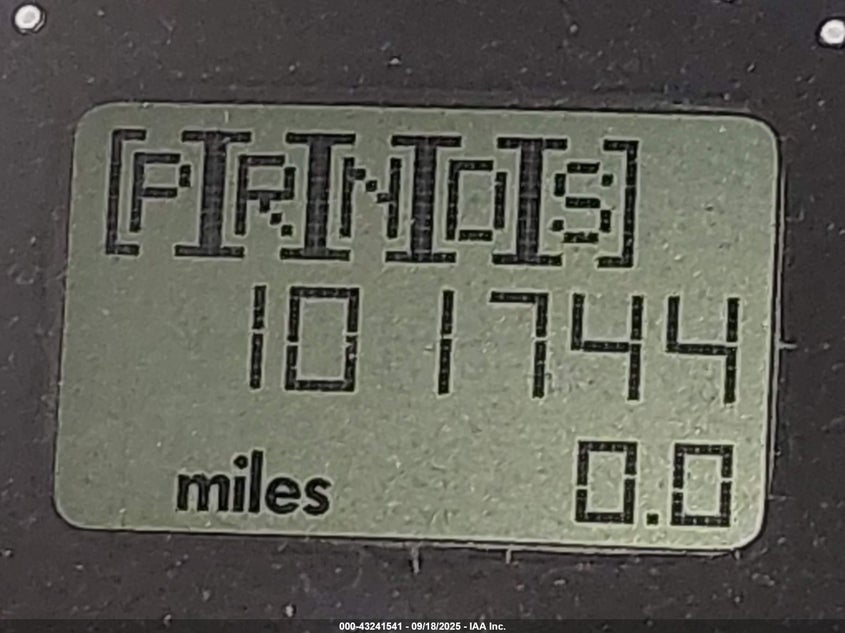 [P][R][N][D][S]
101744
miles 0.0
000-43241541 - 09/18/2025 - IAA Inc.